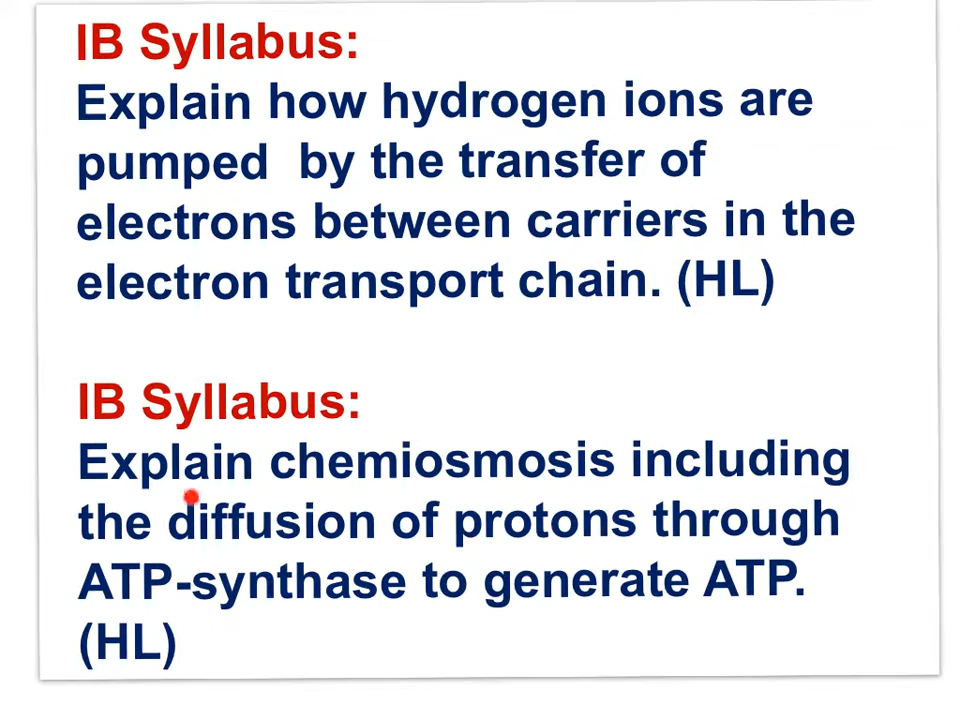 IB Syllabus:
Explain how hydrogen ions are
pumped by the transfer of
electrons between carriers in the
electron transport chain. (HL)
IB Syllabus:
Explain chemiosmosis including
the diffusion of protons through
ATP-synthase to generate ATP.
(HL)